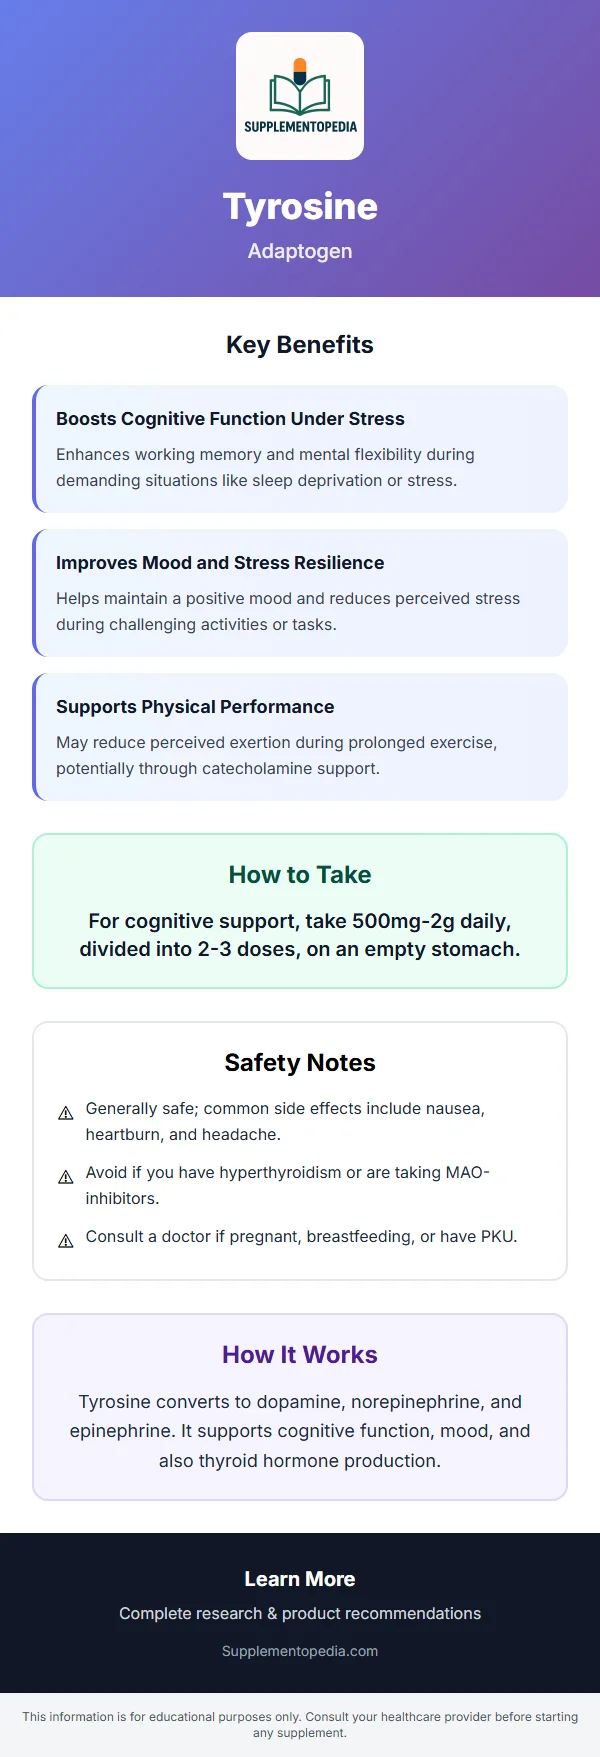 SUPPLEMENTOPEDIA
Tyrosine
Adaptogen
Key Benefits
Boosts Cognitive Function Under Stress
Enhances working memory and mental flexibility during
demanding situations like sleep deprivation or stress.
Improves Mood and Stress Resilience
Helps maintain a positive mood and reduces perceived stress
during challenging activities or tasks.
Supports Physical Performance
May reduce perceived exertion during prolonged exercise,
potentially through catecholamine support.
How to Take
For cognitive support, take 500mg-2g daily,
divided into 2-3 doses, on an empty stomach.
Safety Notes
Generally safe; common side effects include nausea,
heartburn, and headache.
Avoid if you have hyperthyroidism or are taking MAO-
inhibitors.
Consult a doctor if pregnant, breastfeeding, or have PKU.
How It Works
Tyrosine converts to dopamine, norepinephrine, and
epinephrine. It supports cognitive function, mood, and
also thyroid hormone production.
Learn More
Complete research & product recommendations
Supplementopedia.com
This information is for educational purposes only. Consult your healthcare provider before starting
any supplement.